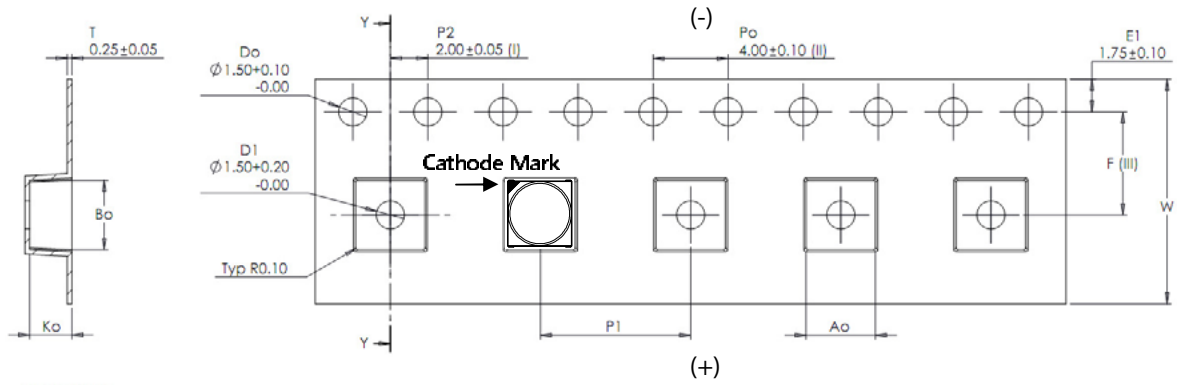 (-)
Y
T
0.25±0.05
Do
Ø1.50+0.10
-0.00
P2
2.00±0.05 (I)
Po
4.00±0.10 (II)
E1
1.75±0.10
D1
Ø1.50+0.20
-0.00
Cathode Mark
F (III)
W
Bo
Typ R0.10
Ko
P1
Ao
Y
(+)